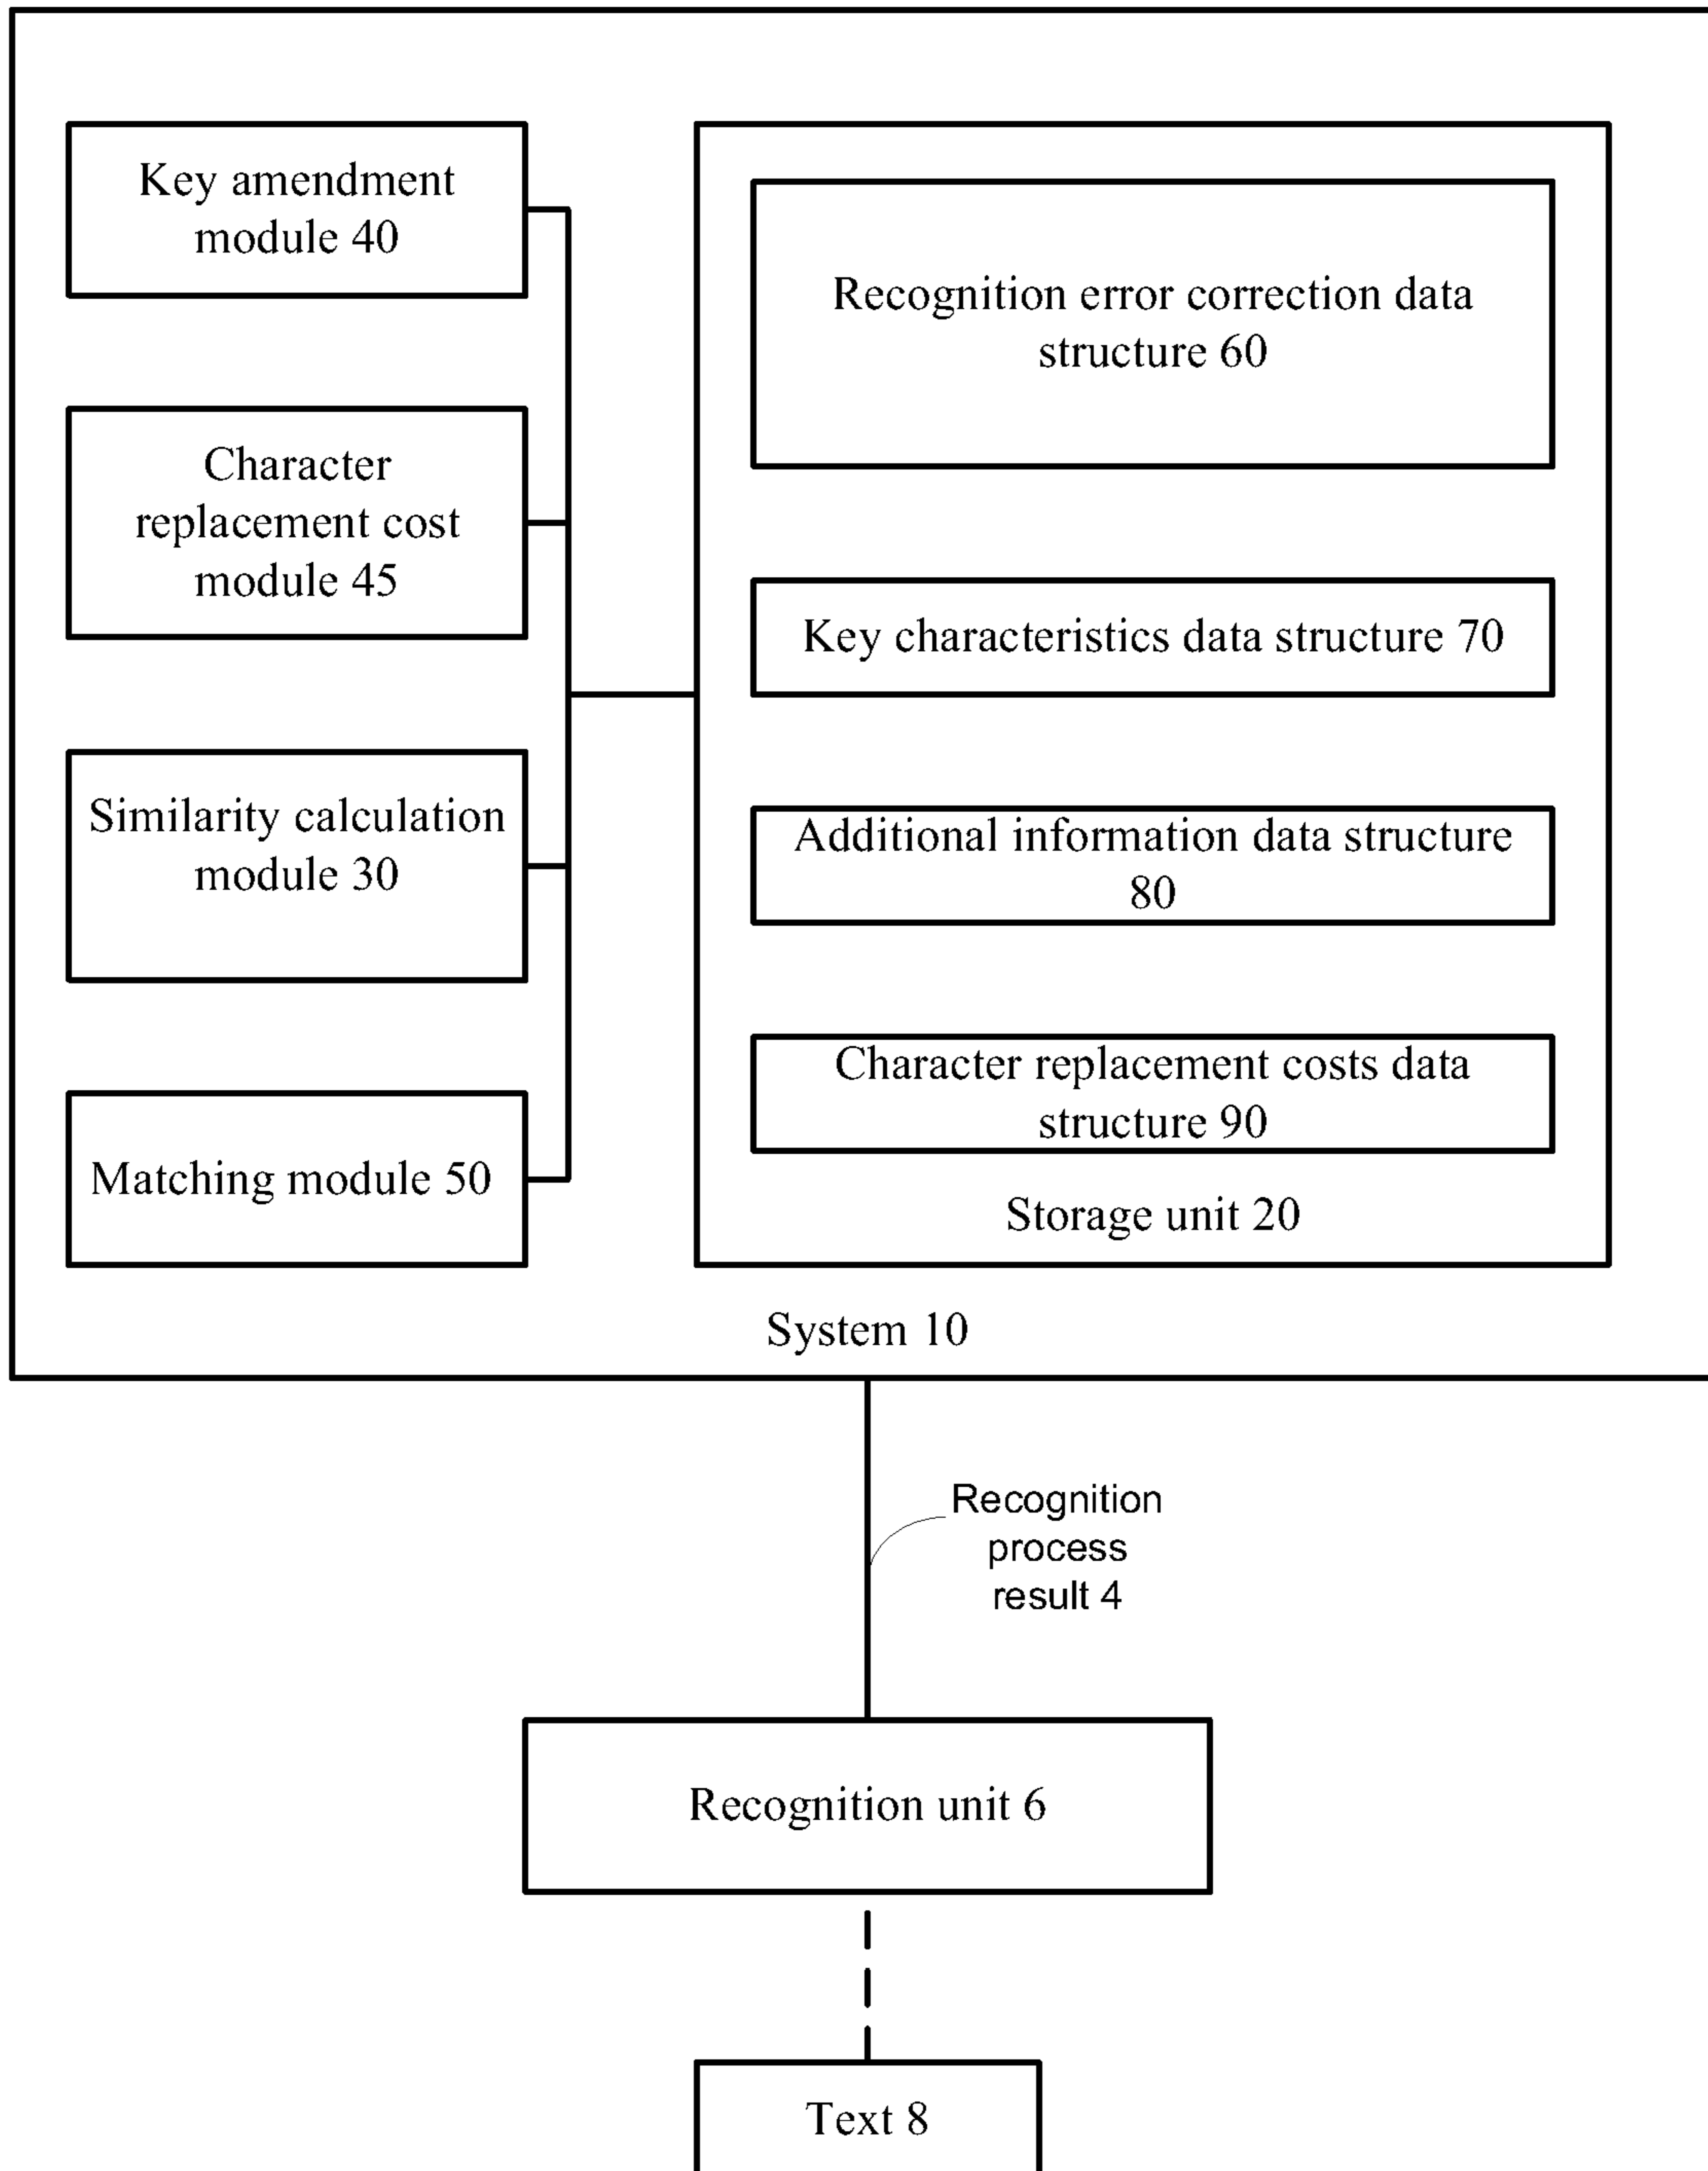 Key amendment
module 40
Character
replacement cost
module 45
Similarity calculation
module 30
Matching module 50
Recognition error correction data
structure 60
Key characteristics data structure 70
Additional information data structure
80
Character replacement costs data
structure 90
Storage unit 20
System 10
Recognition
process
result 4
Recognition unit 6
Text 8